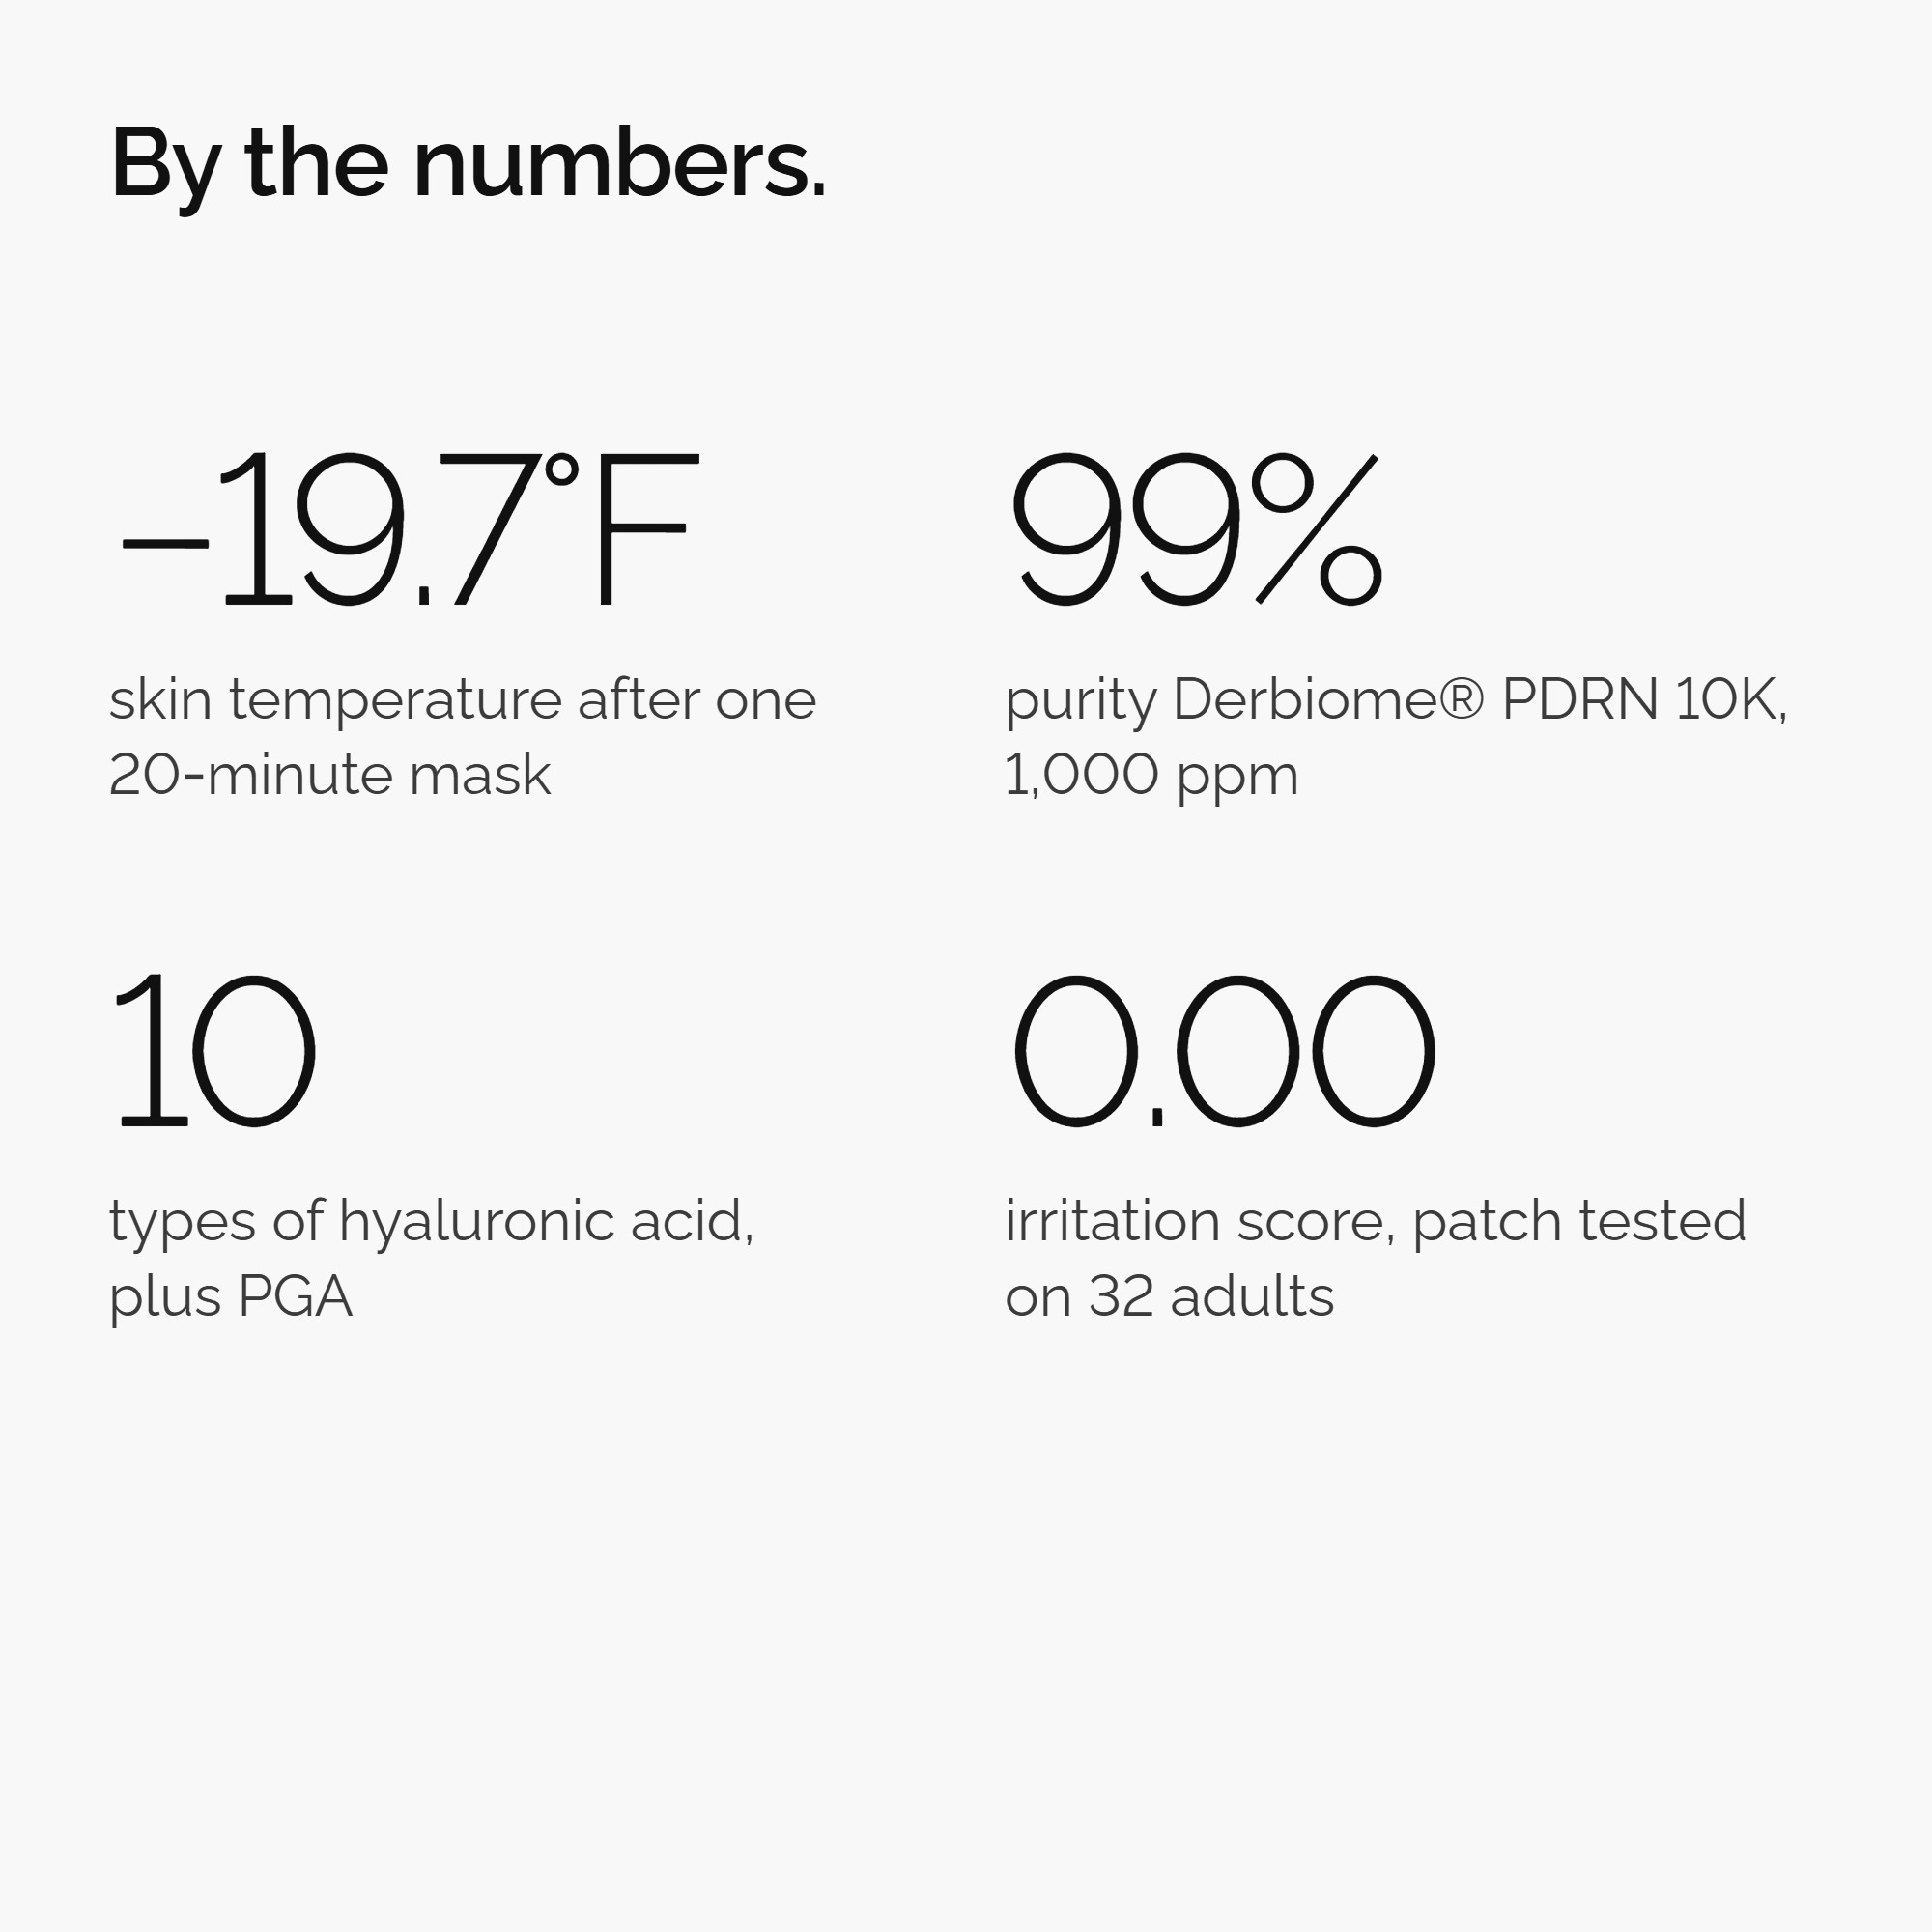 By the numbers.
–19.7°F
skin temperature after one
20-minute mask
99%
purity Derbiome® PDRN 10K,
1,000 ppm
10
types of hyaluronic acid,
plus PGA
0.00
irritation score, patch tested
on 32 adults